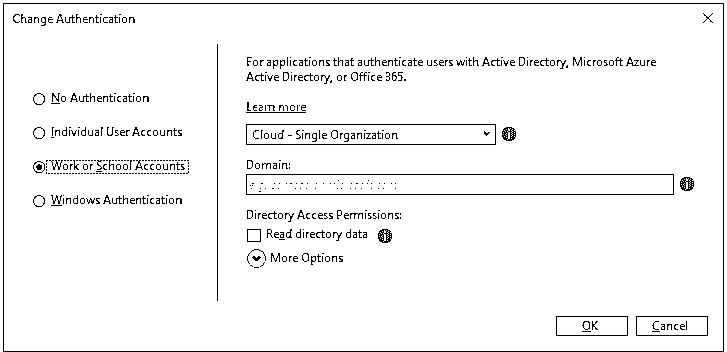 Change Authentication
For applications that authenticate users with Active Directory, Microsoft Azure
Active Directory, or Office 365.
No Authentication
Individual User Accounts
Work or School Accounts
Windows Authentication
Learn more
Cloud - Single Organization
Domain:
Directory Access Permissions:
Read directory data
More Options
OK
Cancel